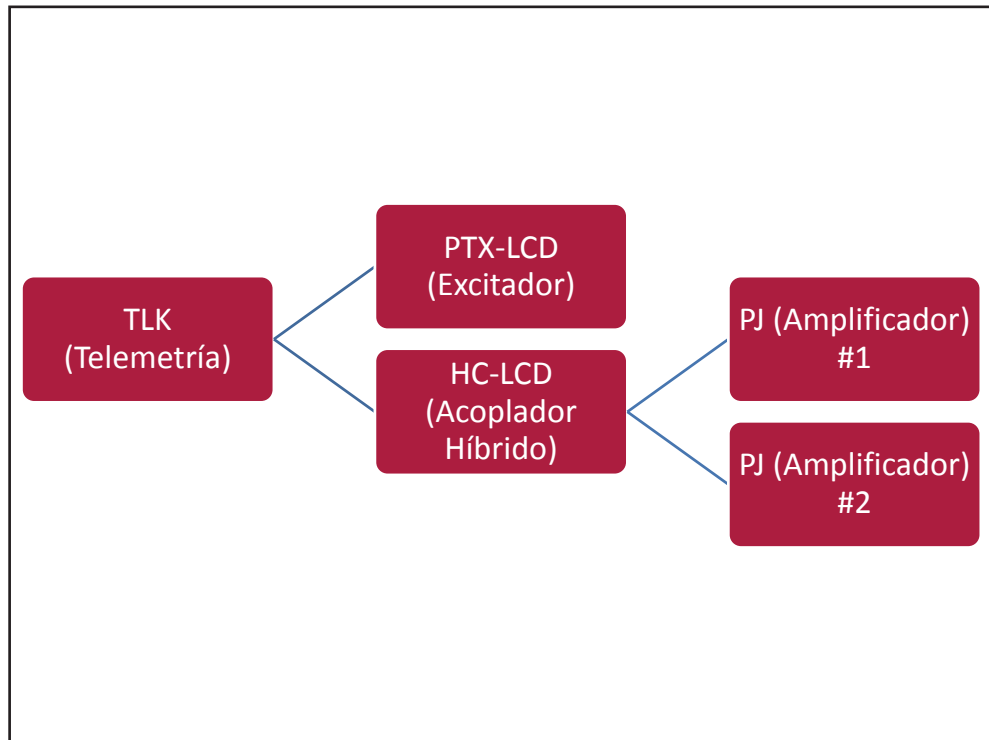 TLK
(Telemetría)
PTX-LCD
(Excitador)
HC-LCD
(Acoplador
Híbrido)
PJ (Amplificador)
#1
PJ (Amplificador)
#2